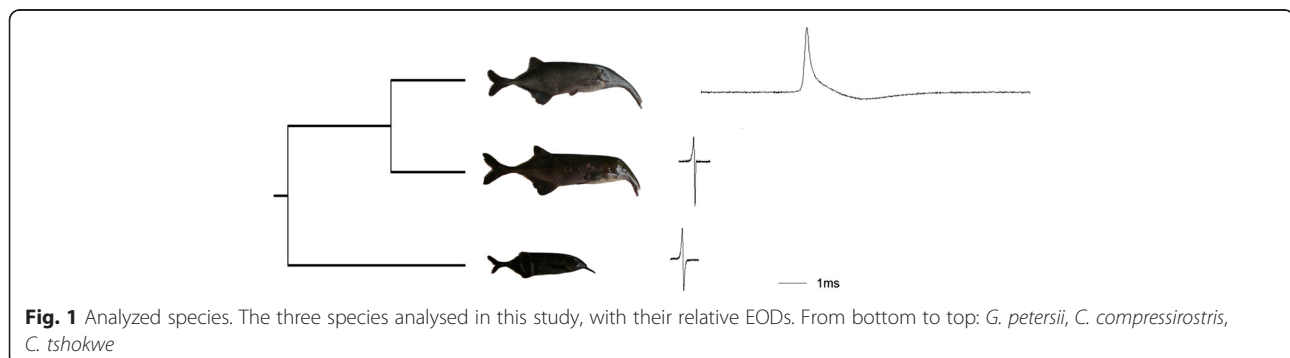 1ms
Fig. 1 Analyzed species. The three species analysed in this study, with their relative EODs. From bottom to top: G. petersii, C. compressirostris,
C. tshokwe